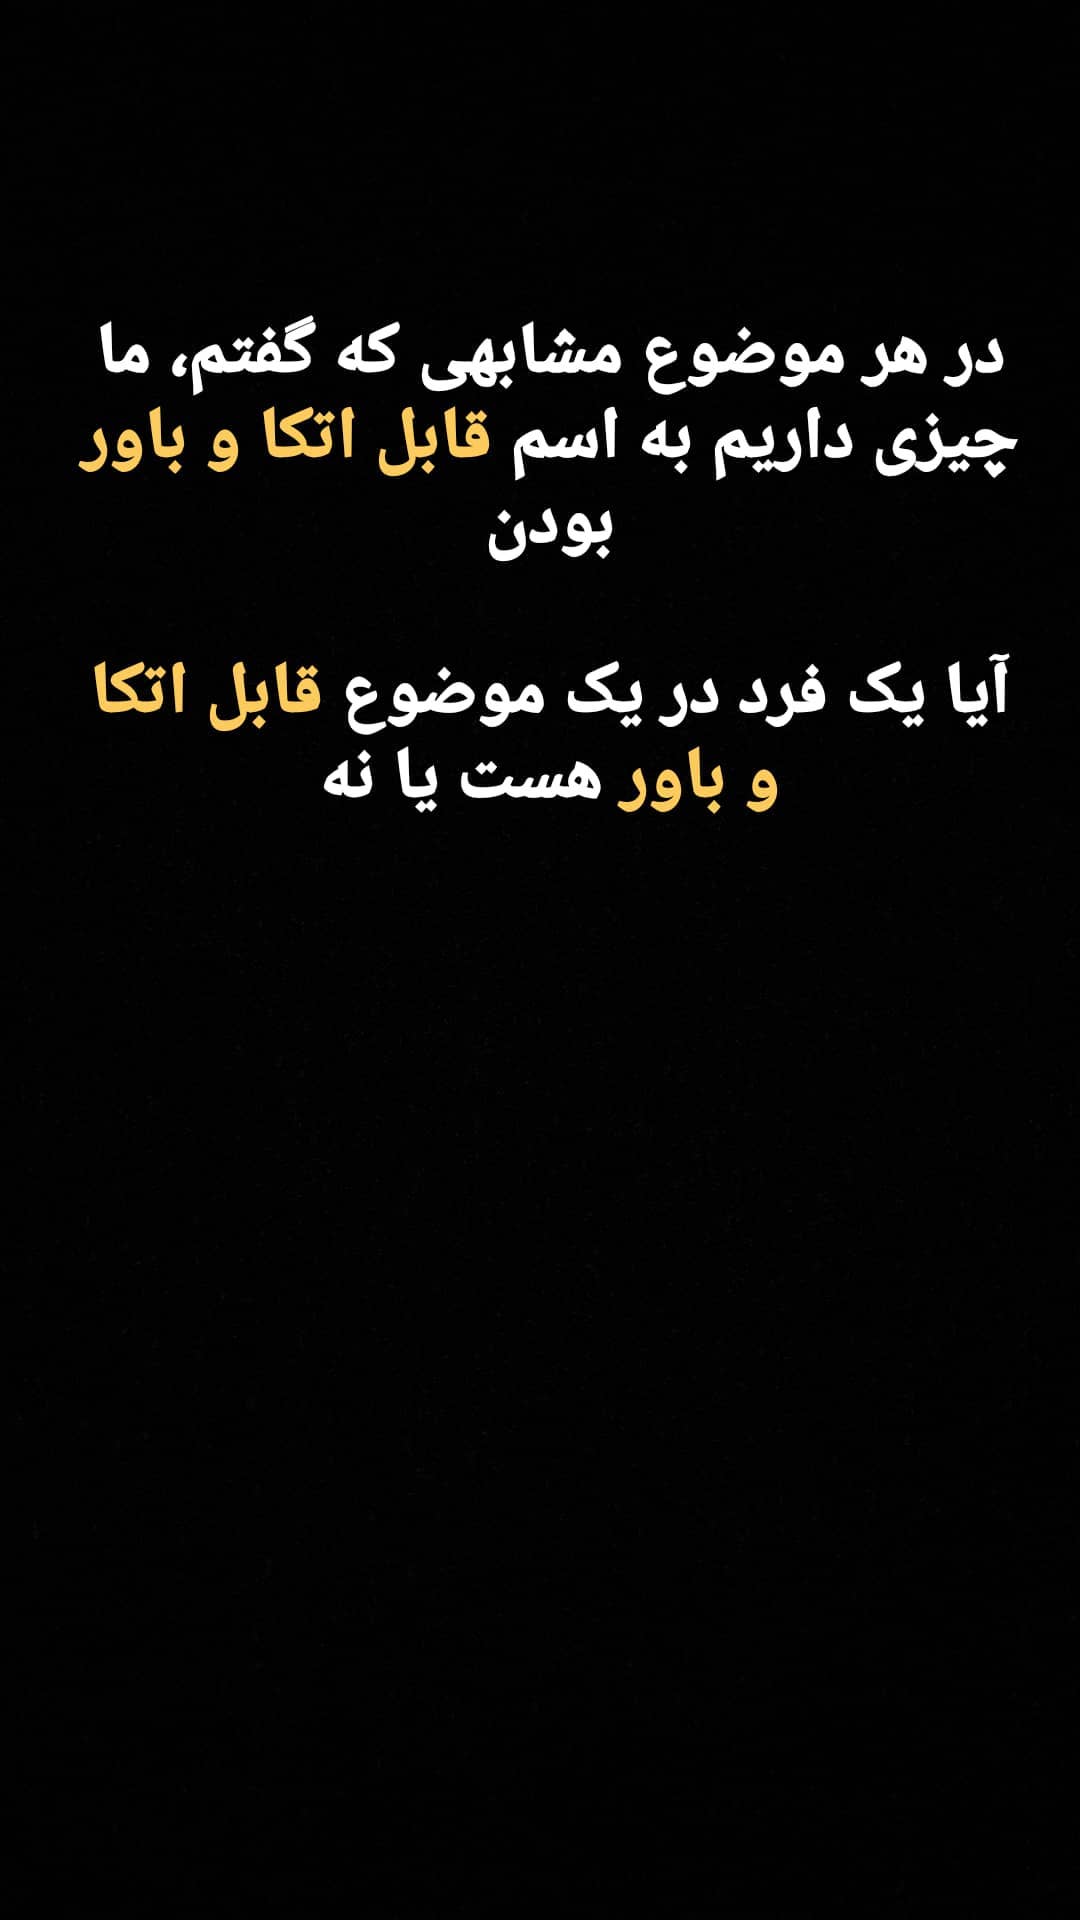 در هر موضوع مشابهی که گفتم، ما
چیزی داریم به اسم قابل اتکا و باور
بودن
آیا یک فرد در یک موضوع قابل اتکا
و باور هست یا نه